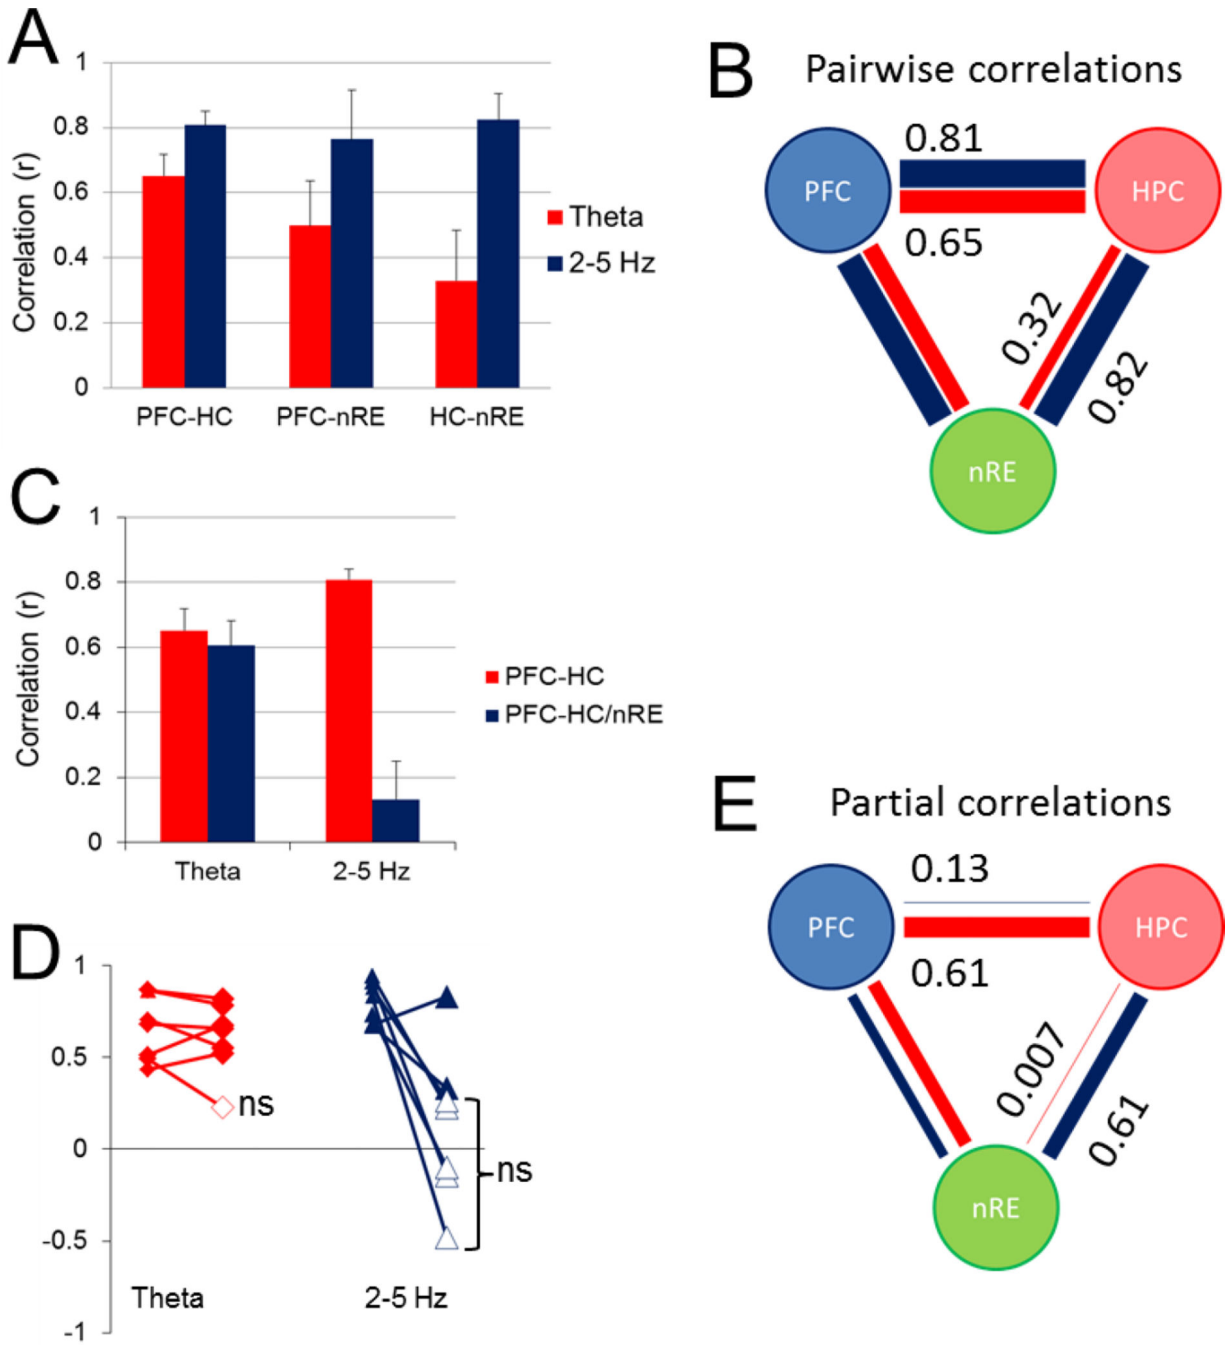 A
1
0.8
0.6
0.4
0.2
0
Correlation (r)
PFC-HC
PFC-nRE
HC-nRE
Theta
2-5 Hz
B
Pairwise correlations
0.81
PFC
HPC
0.65
0.32
0.82
nRE
C
1
0.8
0.6
0.4
0.2
0
Correlation (r)
Theta
2-5 Hz
PFC-HC
PFC-HC/nRE
D
1
0.5
0
-0.5
-1
ns
ns
Theta
2-5 Hz
E
Partial correlations
0.13
PFC
HPC
0.61
0.007
0.61
nRE